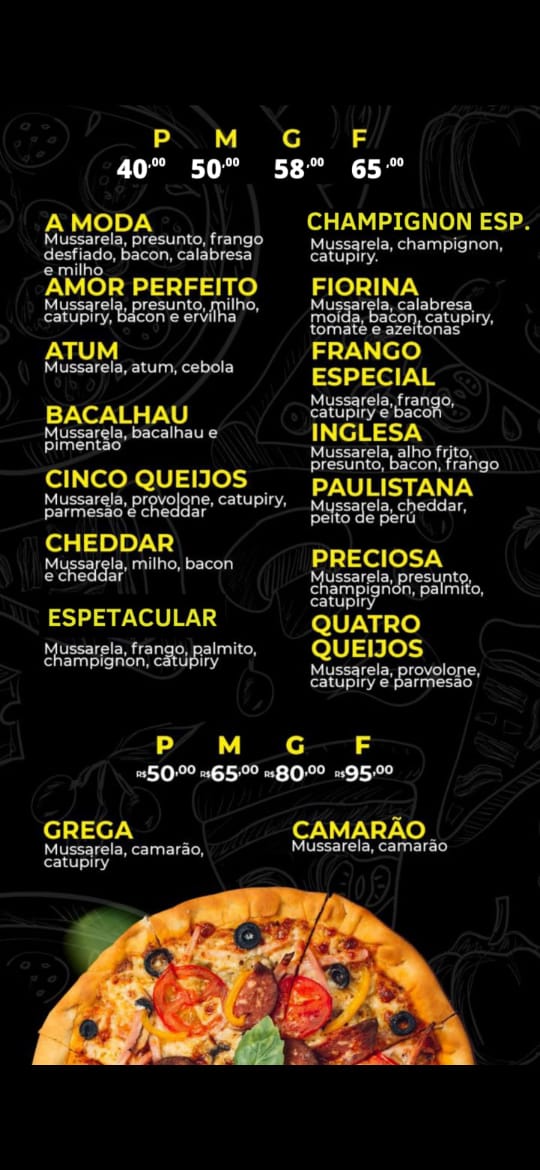 P M G F
40,00 50,00 58,00 65,00
A MODA
Mussarela, presunto, frango
desfiado, bacon, calabresa
e milho
AMOR PERFEITO
Mussarela, presunto, milho,
catupiry, bacon e ervilha
ATUM
Mussarela, atum, cebola
BACALHAU
Mussarela, bacalhau e
pimentão
CINCO QUEIJOS
Mussarela, provolone, catupiry,
parmesão e cheddar
CHEDDAR
Mussarela, milho, bacon
e cheddar
ESPETACULAR
Mussarela, frango, palmito,
champignon, catupiry
CHAMPIGNON ESP.
Mussarela, champignon,
catupiry.
FIORINA
Mussarela, calabresa
moída, bacon, catupiry,
tomate e azeitonas
FRANGO
ESPECIAL
Mussarela, frango,
catupiry e bacon
INGLESA
Mussarela, alho frito,
presunto, bacon, frango
PAULISTANA
Mussarela, cheddar,
peito de perú
PRECIOSA
Mussarela, presunto,
champignon, palmito,
catupiry
QUATRO
QUEIJOS
Mussarela, provolone,
catupiry e parmesão
P M G F
R$50,00 R$65,00 R$80,00 R$95,00
GREGA
Mussarela, camarão,
catupiry
CAMARÃO
Mussarela, camarão